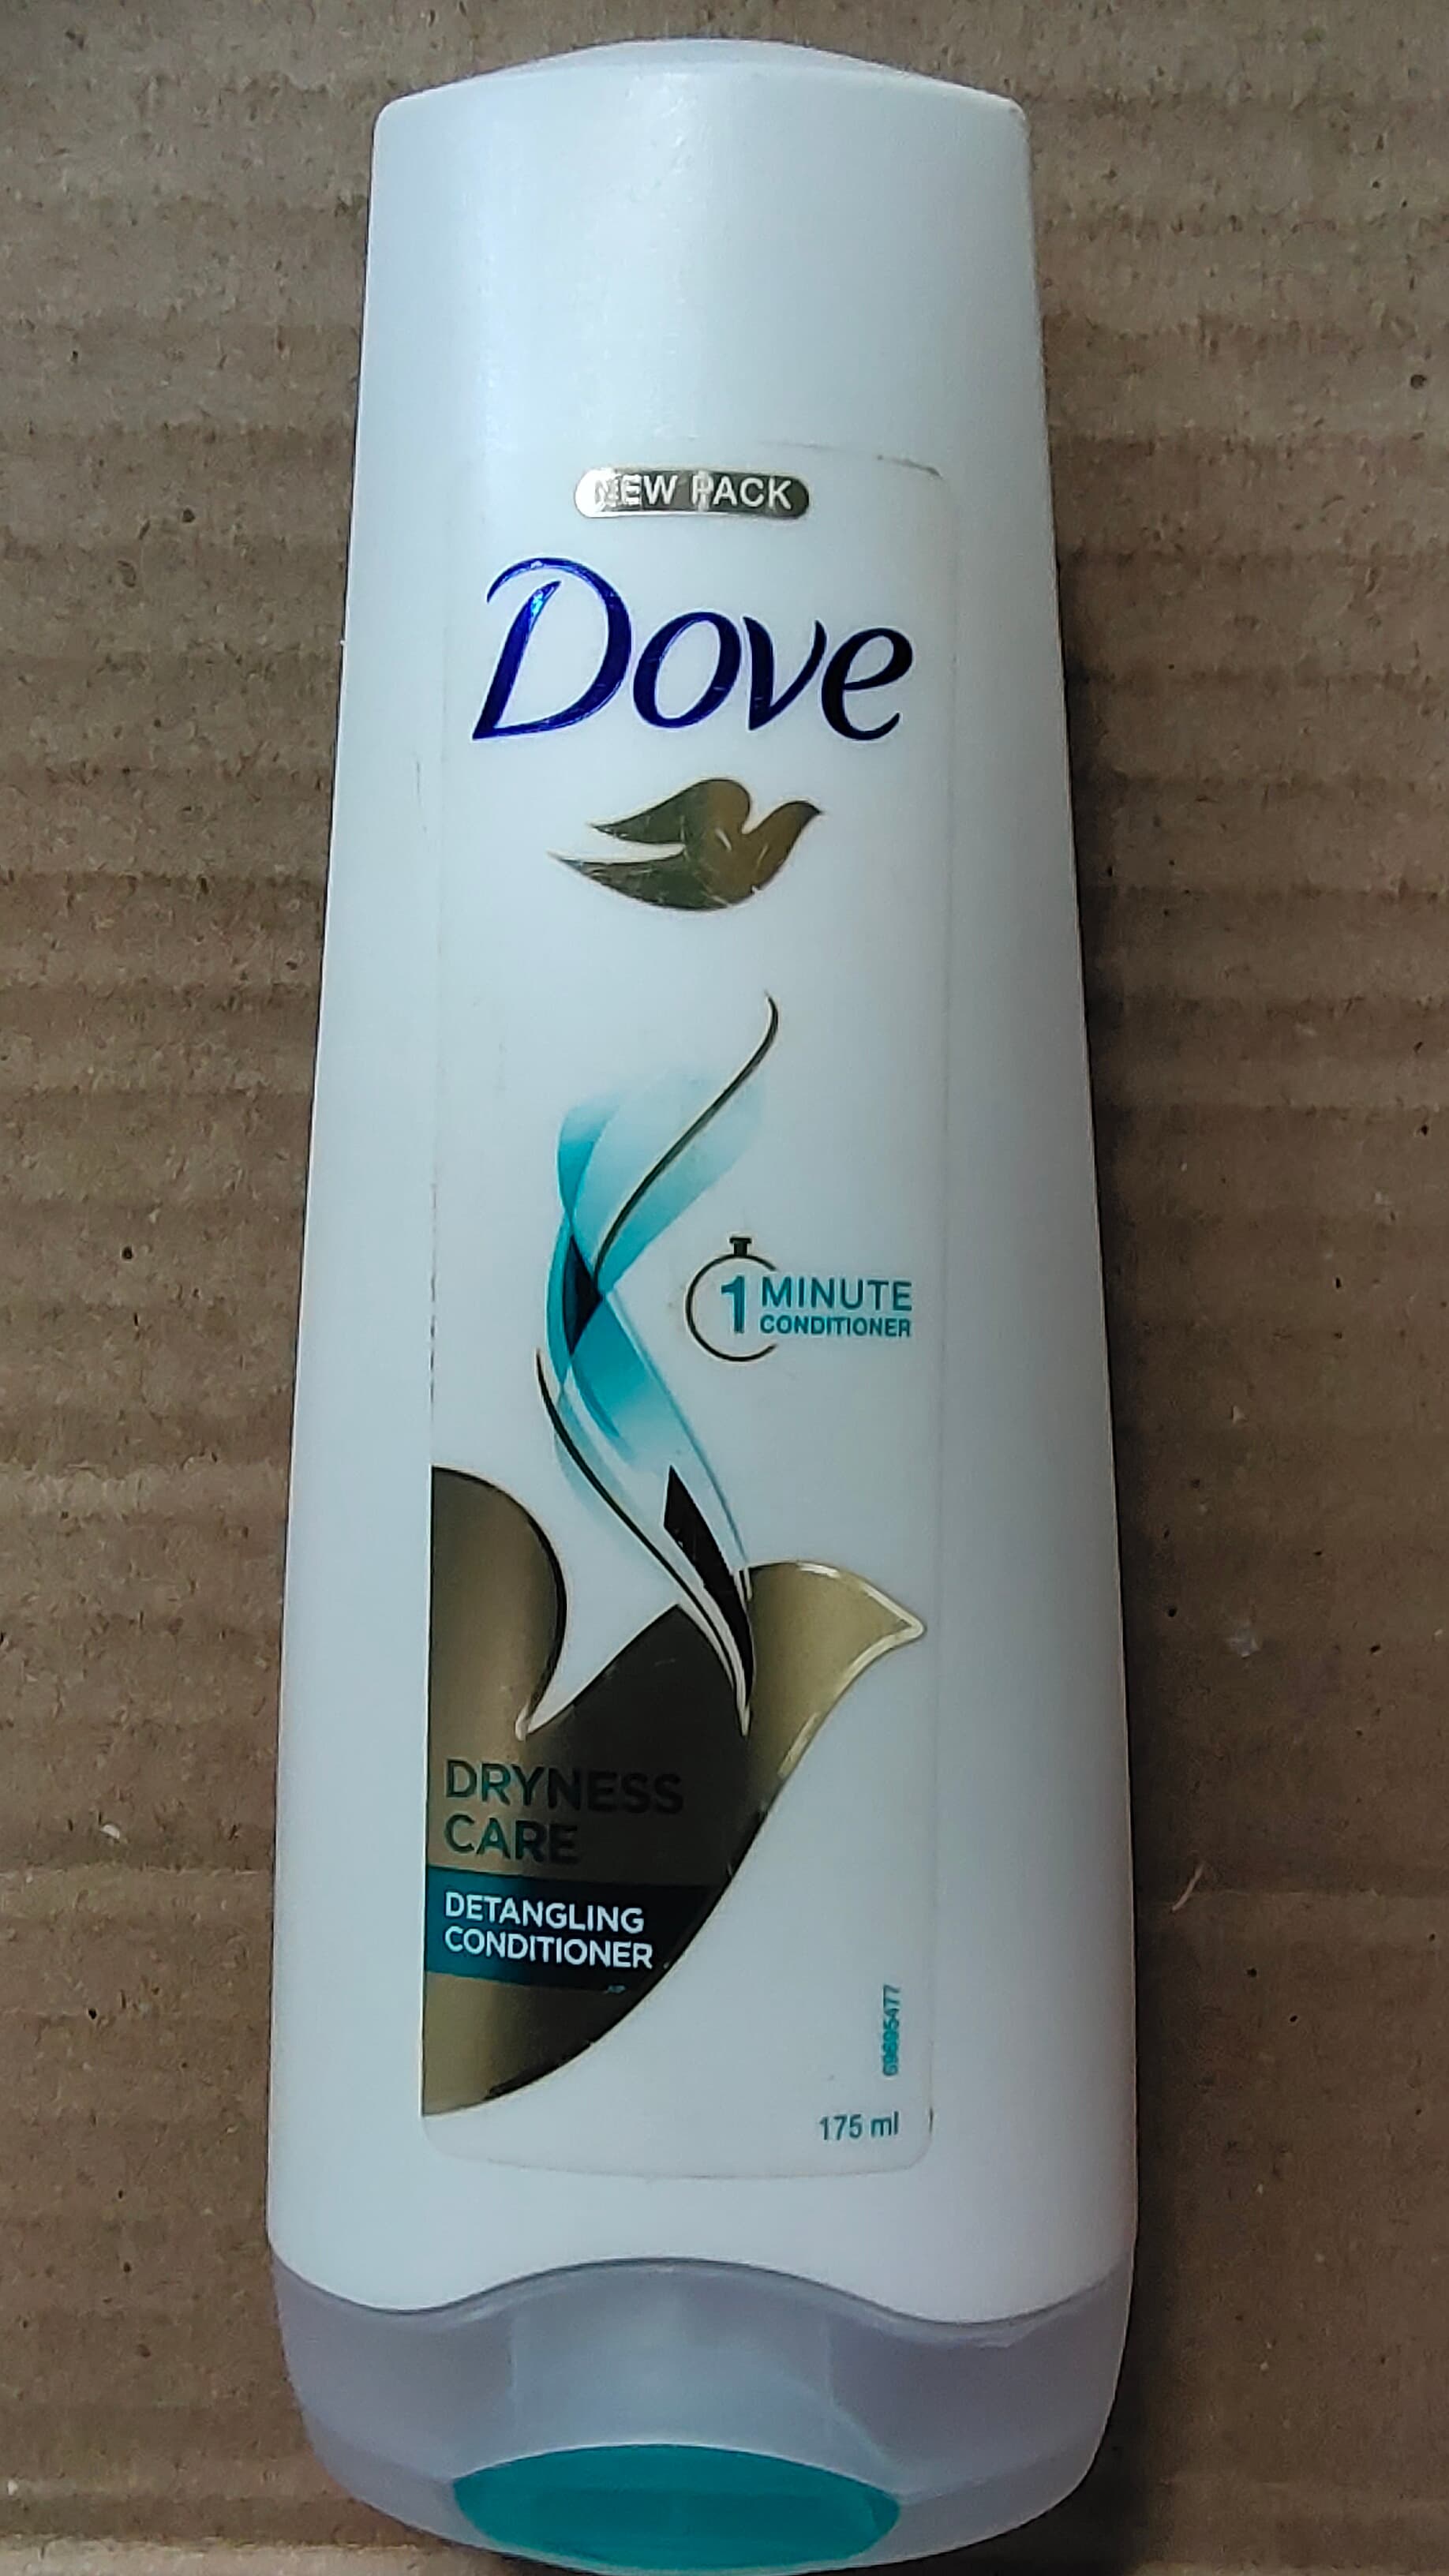 NEW PACK
Dove
1 MINUTE
CONDITIONER
DRYNESS
CARE
DETANGLING
CONDITIONER
175 ml